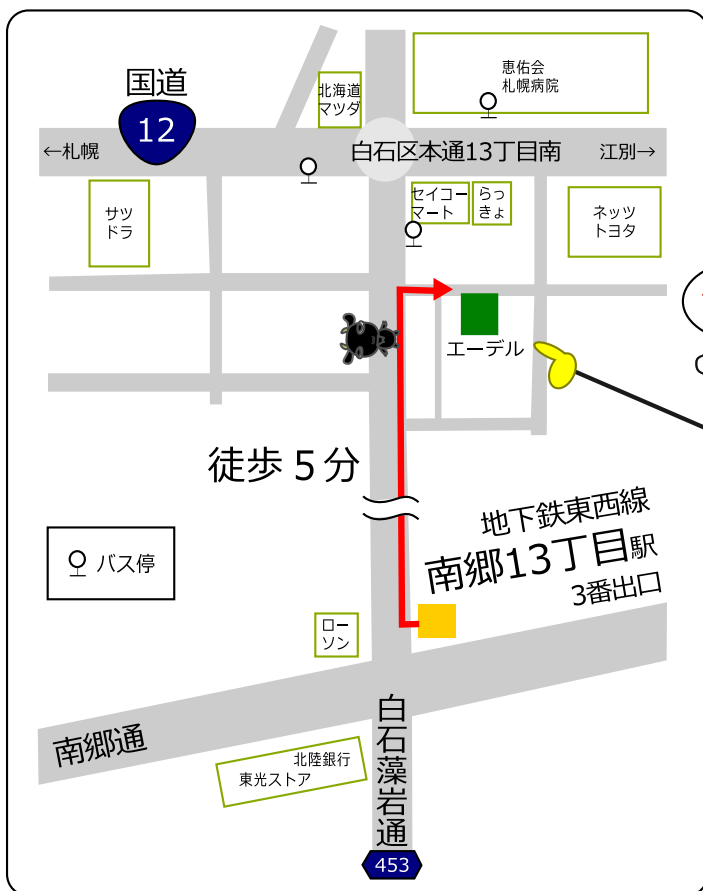 恵佑会
札幌病院
国道
12
北海道
マツダ
←札幌
白石区本通13丁目南
江別→
サツ
ドラ
セイコー
マート
らっ
きょ
ネッツ
トヨタ
エーデル
徒歩5分
地下鉄東西線
南郷13丁目駅
3番出口
バス停
ロー
ソン
南郷通
北陸銀行
東光ストア
白石藻岩通
453